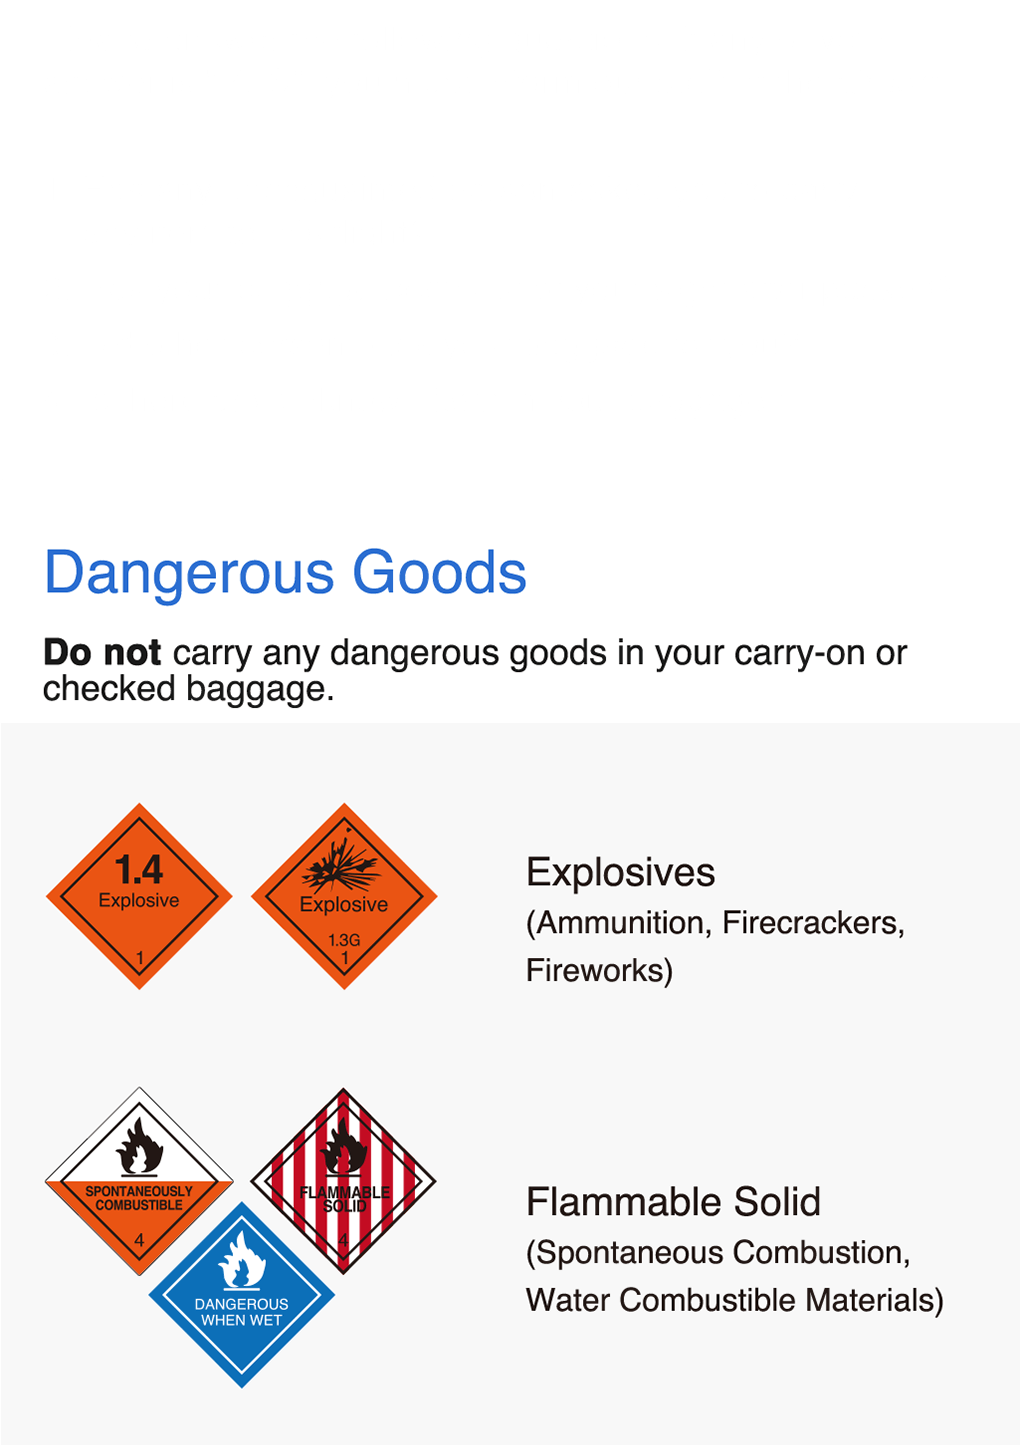 Dangerous Goods
Do not carry any dangerous goods in your carry-on or
checked baggage.
1.4
Explosive
1
Explosive
1.3G
1
Explosives
(Ammunition, Firecrackers,
Fireworks)
SPONTANEOUSLY
COMBUSTIBLE
4
FLAMMABLE
SOLID
4
DANGEROUS
WHEN WET
Flammable Solid
(Spontaneous Combustion,
Water Combustible Materials)